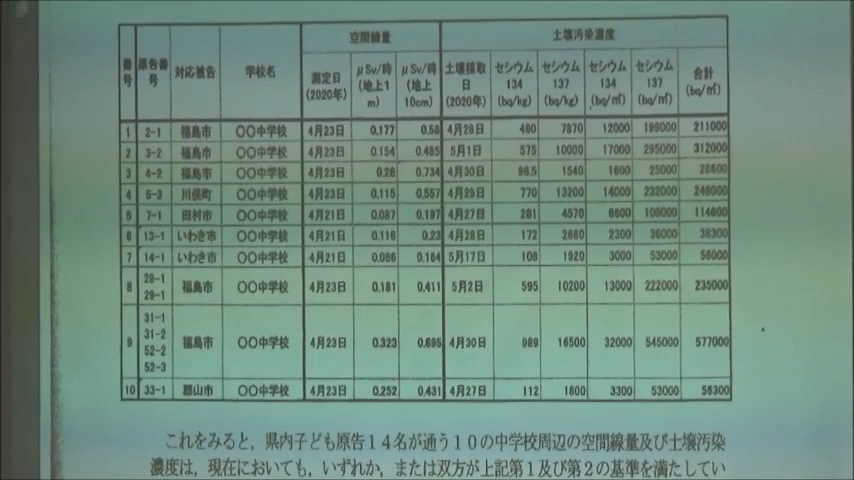 空間線量 土壌汚染濃度
番号 原告番号 対応被告 学校名 測定日(2020年) μSv/時(地上1m) μSv/時(地上10cm) 土壌採取日(2020年) セシウム134(bq/kg) セシウム137(bq/kg) セシウム134(bq/㎡) セシウム137(bq/㎡) 合計(bq/㎡)
1 2-1 福島市 〇〇中学校 4月23日 0.177 0.58 4月28日 480 7870 12000 199000 211000
2 3-2 福島市 〇〇中学校 4月23日 0.154 0.485 5月1日 575 10000 17000 295000 312000
3 4-2 福島市 〇〇中学校 4月23日 0.28 0.734 4月30日 96.5 1540 1600 25000 26600
4 5-3 川俣町 〇〇中学校 4月23日 0.115 0.557 4月29日 770 13200 14000 232000 246000
5 7-1 田村市 〇〇中学校 4月21日 0.087 0.197 4月27日 281 4570 6600 108000 114600
6 13-1 いわき市 〇〇中学校 4月21日 0.116 0.23 4月28日 172 2680 2300 36000 38300
7 14-1 いわき市 〇〇中学校 4月21日 0.086 0.164 5月17日 108 1920 3000 53000 56000
8 28-1 29-1 福島市 〇〇中学校 4月23日 0.181 0.411 5月2日 595 10200 13000 222000 235000
9 31-1 31-2 52-2 52-3 福島市 〇〇中学校 4月23日 0.323 0.695 4月30日 989 16500 32000 545000 577000
10 33-1 郡山市 〇〇中学校 4月23日 0.252 0.431 4月27日 112 1800 3300 53000 56300
これをみると，県内子ども原告１４名が通う１０の中学校周辺の空間線量及び土壌汚染
濃度は，現在においても，いずれか，または双方が上記第１及び第２の基準を満たしてい